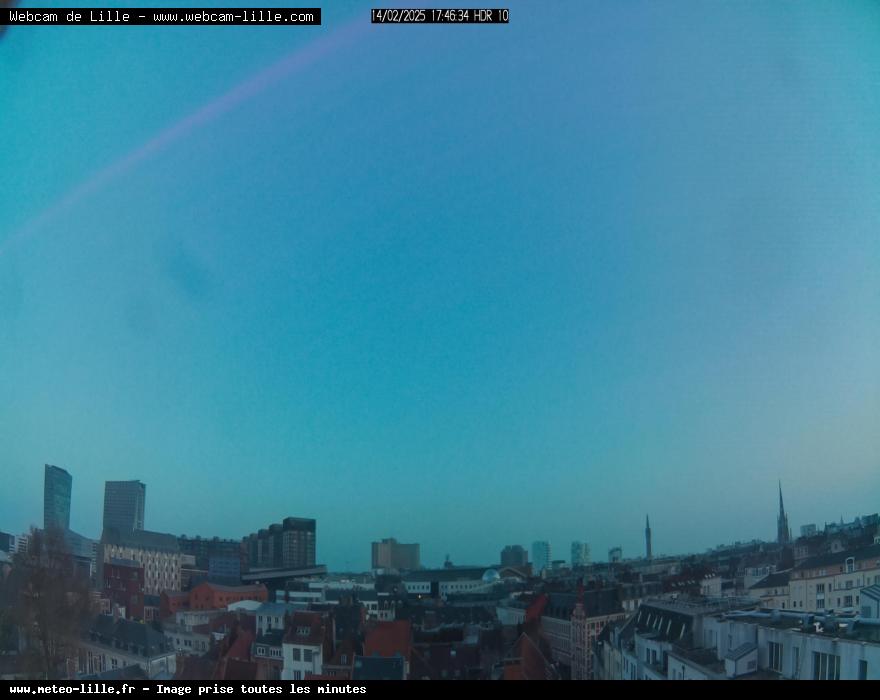 Webcam de Lille - www.webcam-lille.com
14/02/2025 17:46:34 HDR 10
www.meteo-lille.fr - Image prise toutes les minutes